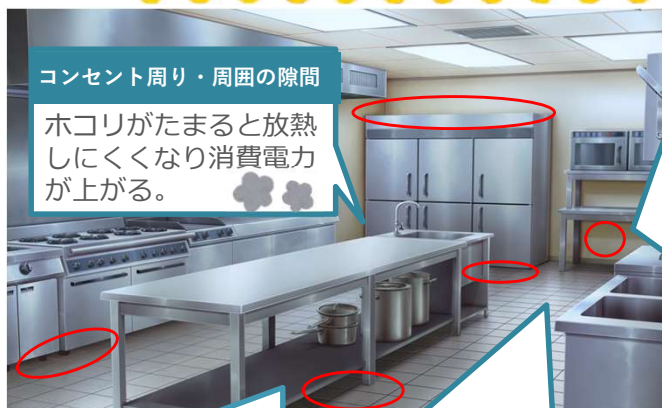 コンセント周り・周囲の隙間
ホコリがたまると放熱
しにくくなり消費電力
が上がる。